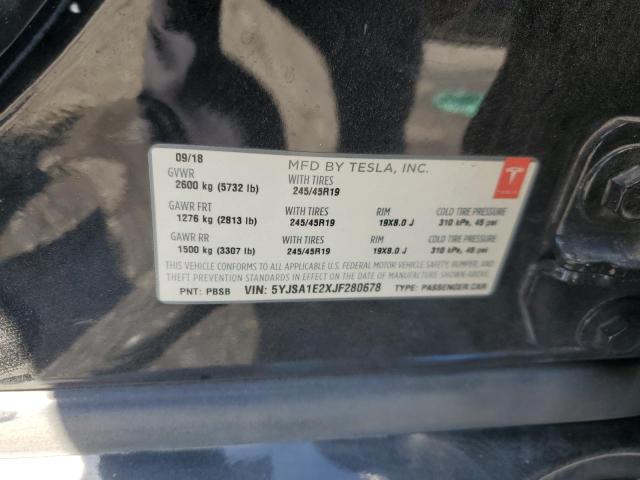 09/18 MFD BY TESLA, INC.
GVWR
2600 kg (5732 lb) WITH TIRES
245/45R19
GAWR FRT WITH TIRES RIM COLD TIRE PRESSURE
1276 kg (2813 lb) 245/45R19 19X8.0 J 310 kPa, 45 psi
GAWR RR WITH TIRES RIM COLD TIRE PRESSURE
1500 kg (3307 lb) 245/45R19 19X8.0 J 310 kPa, 45 psi
THIS VEHICLE CONFORMS TO ALL APPLICABLE U.S. FEDERAL MOTOR VEHICLE SAFETY, BUMPER, AND
THEFT PREVENTION STANDARDS IN EFFECT ON THE DATE OF MANUFACTURE SHOWN ABOVE.
PNT: PBSB VIN: 5YJSA1E2XJF280678 TYPE: PASSENGER CAR
TESLA